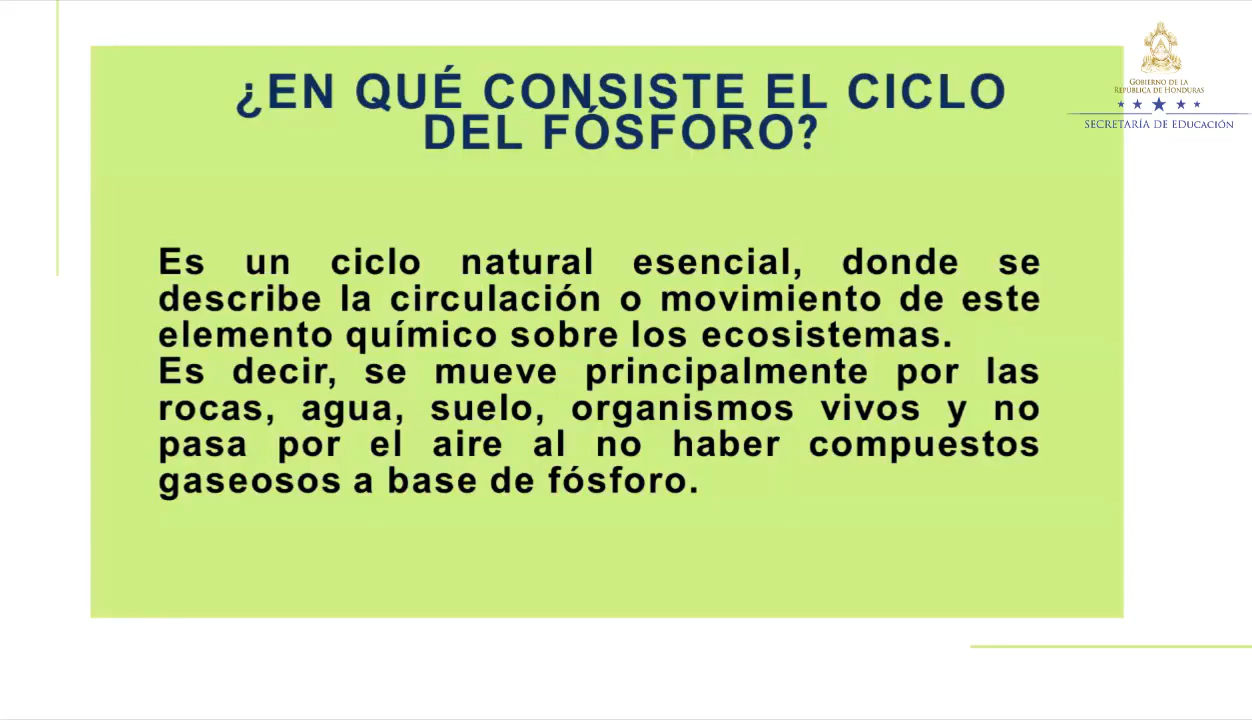 ¿EN QUÉ CONSISTE EL CICLO
DEL FÓSFORO?
GOBIERNO DE LA
REPÚBLICA DE HONDURAS
SECRETARÍA DE EDUCACIÓN
Es un ciclo natural esencial, donde se
describe la circulación o movimiento de este
elemento químico sobre los ecosistemas.
Es decir, se mueve principalmente por las
rocas, agua, suelo, organismos vivos y no
pasa por el aire al no haber compuestos
gaseosos a base de fósforo.